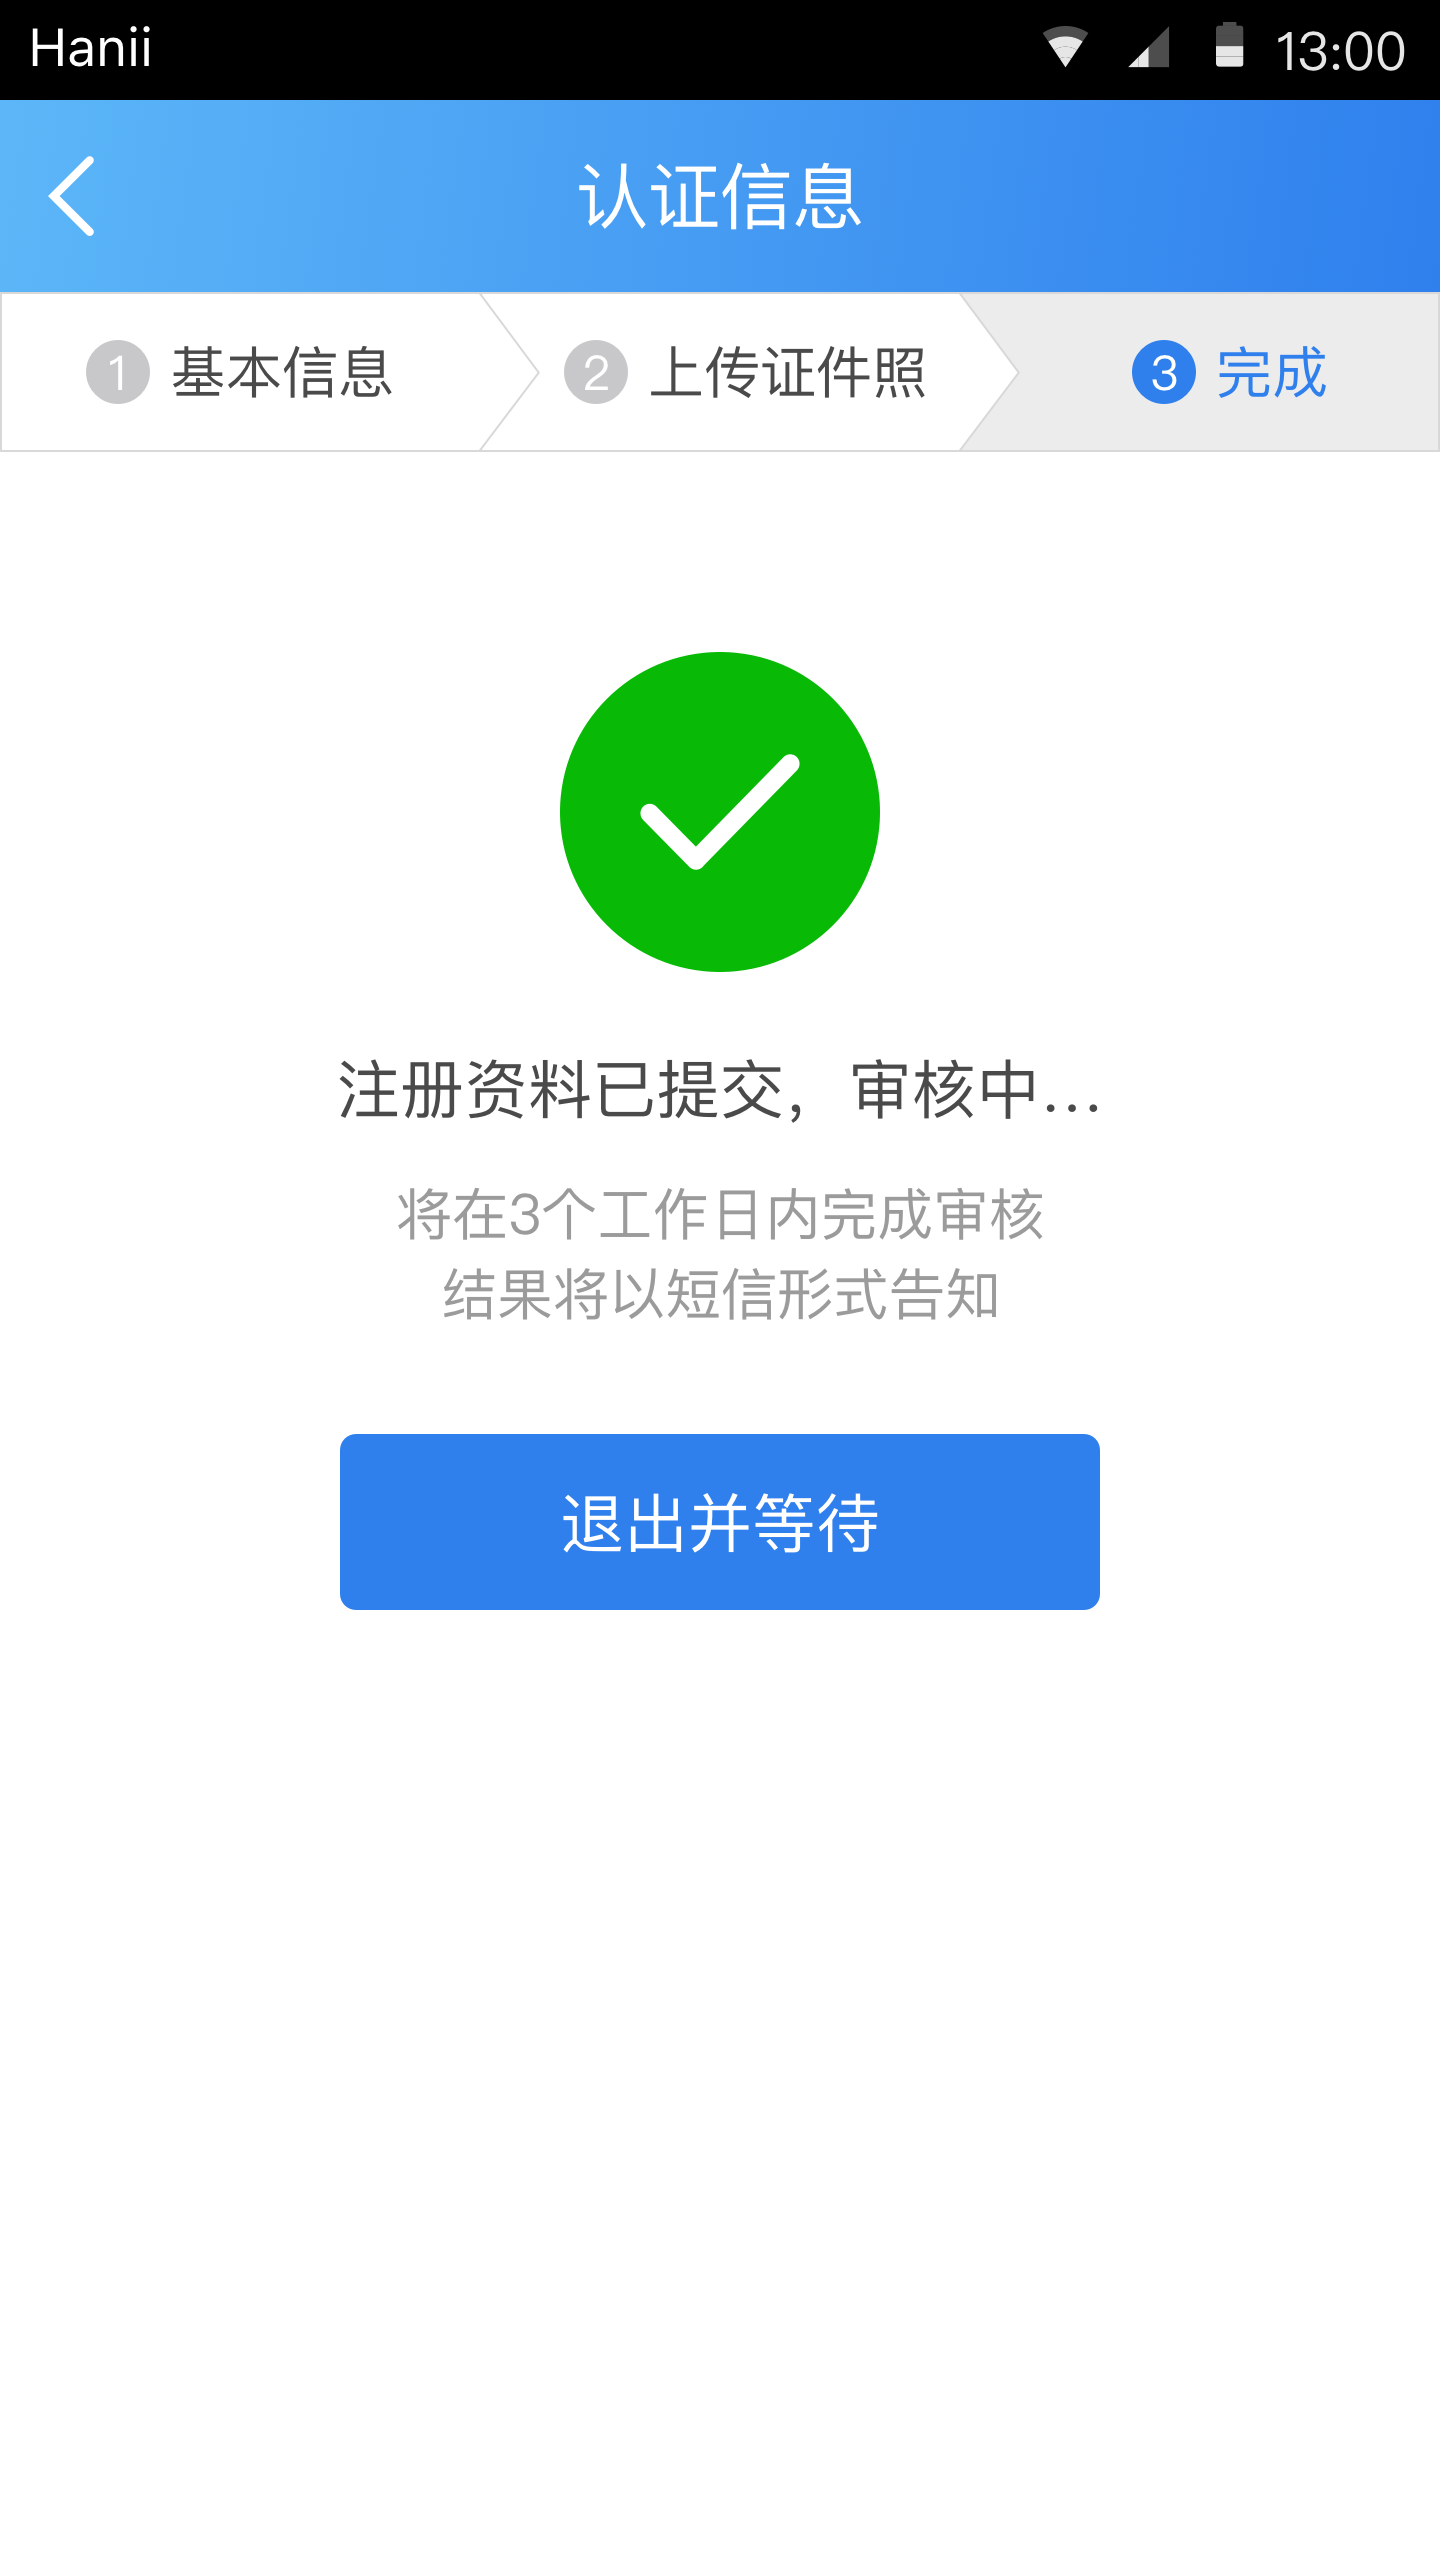 Hanii 13:00
认证信息
1 基本信息 2 上传证件照 3 完成
注册资料已提交，审核中...
将在3个工作日内完成审核
结果将以短信形式告知
退出并等待